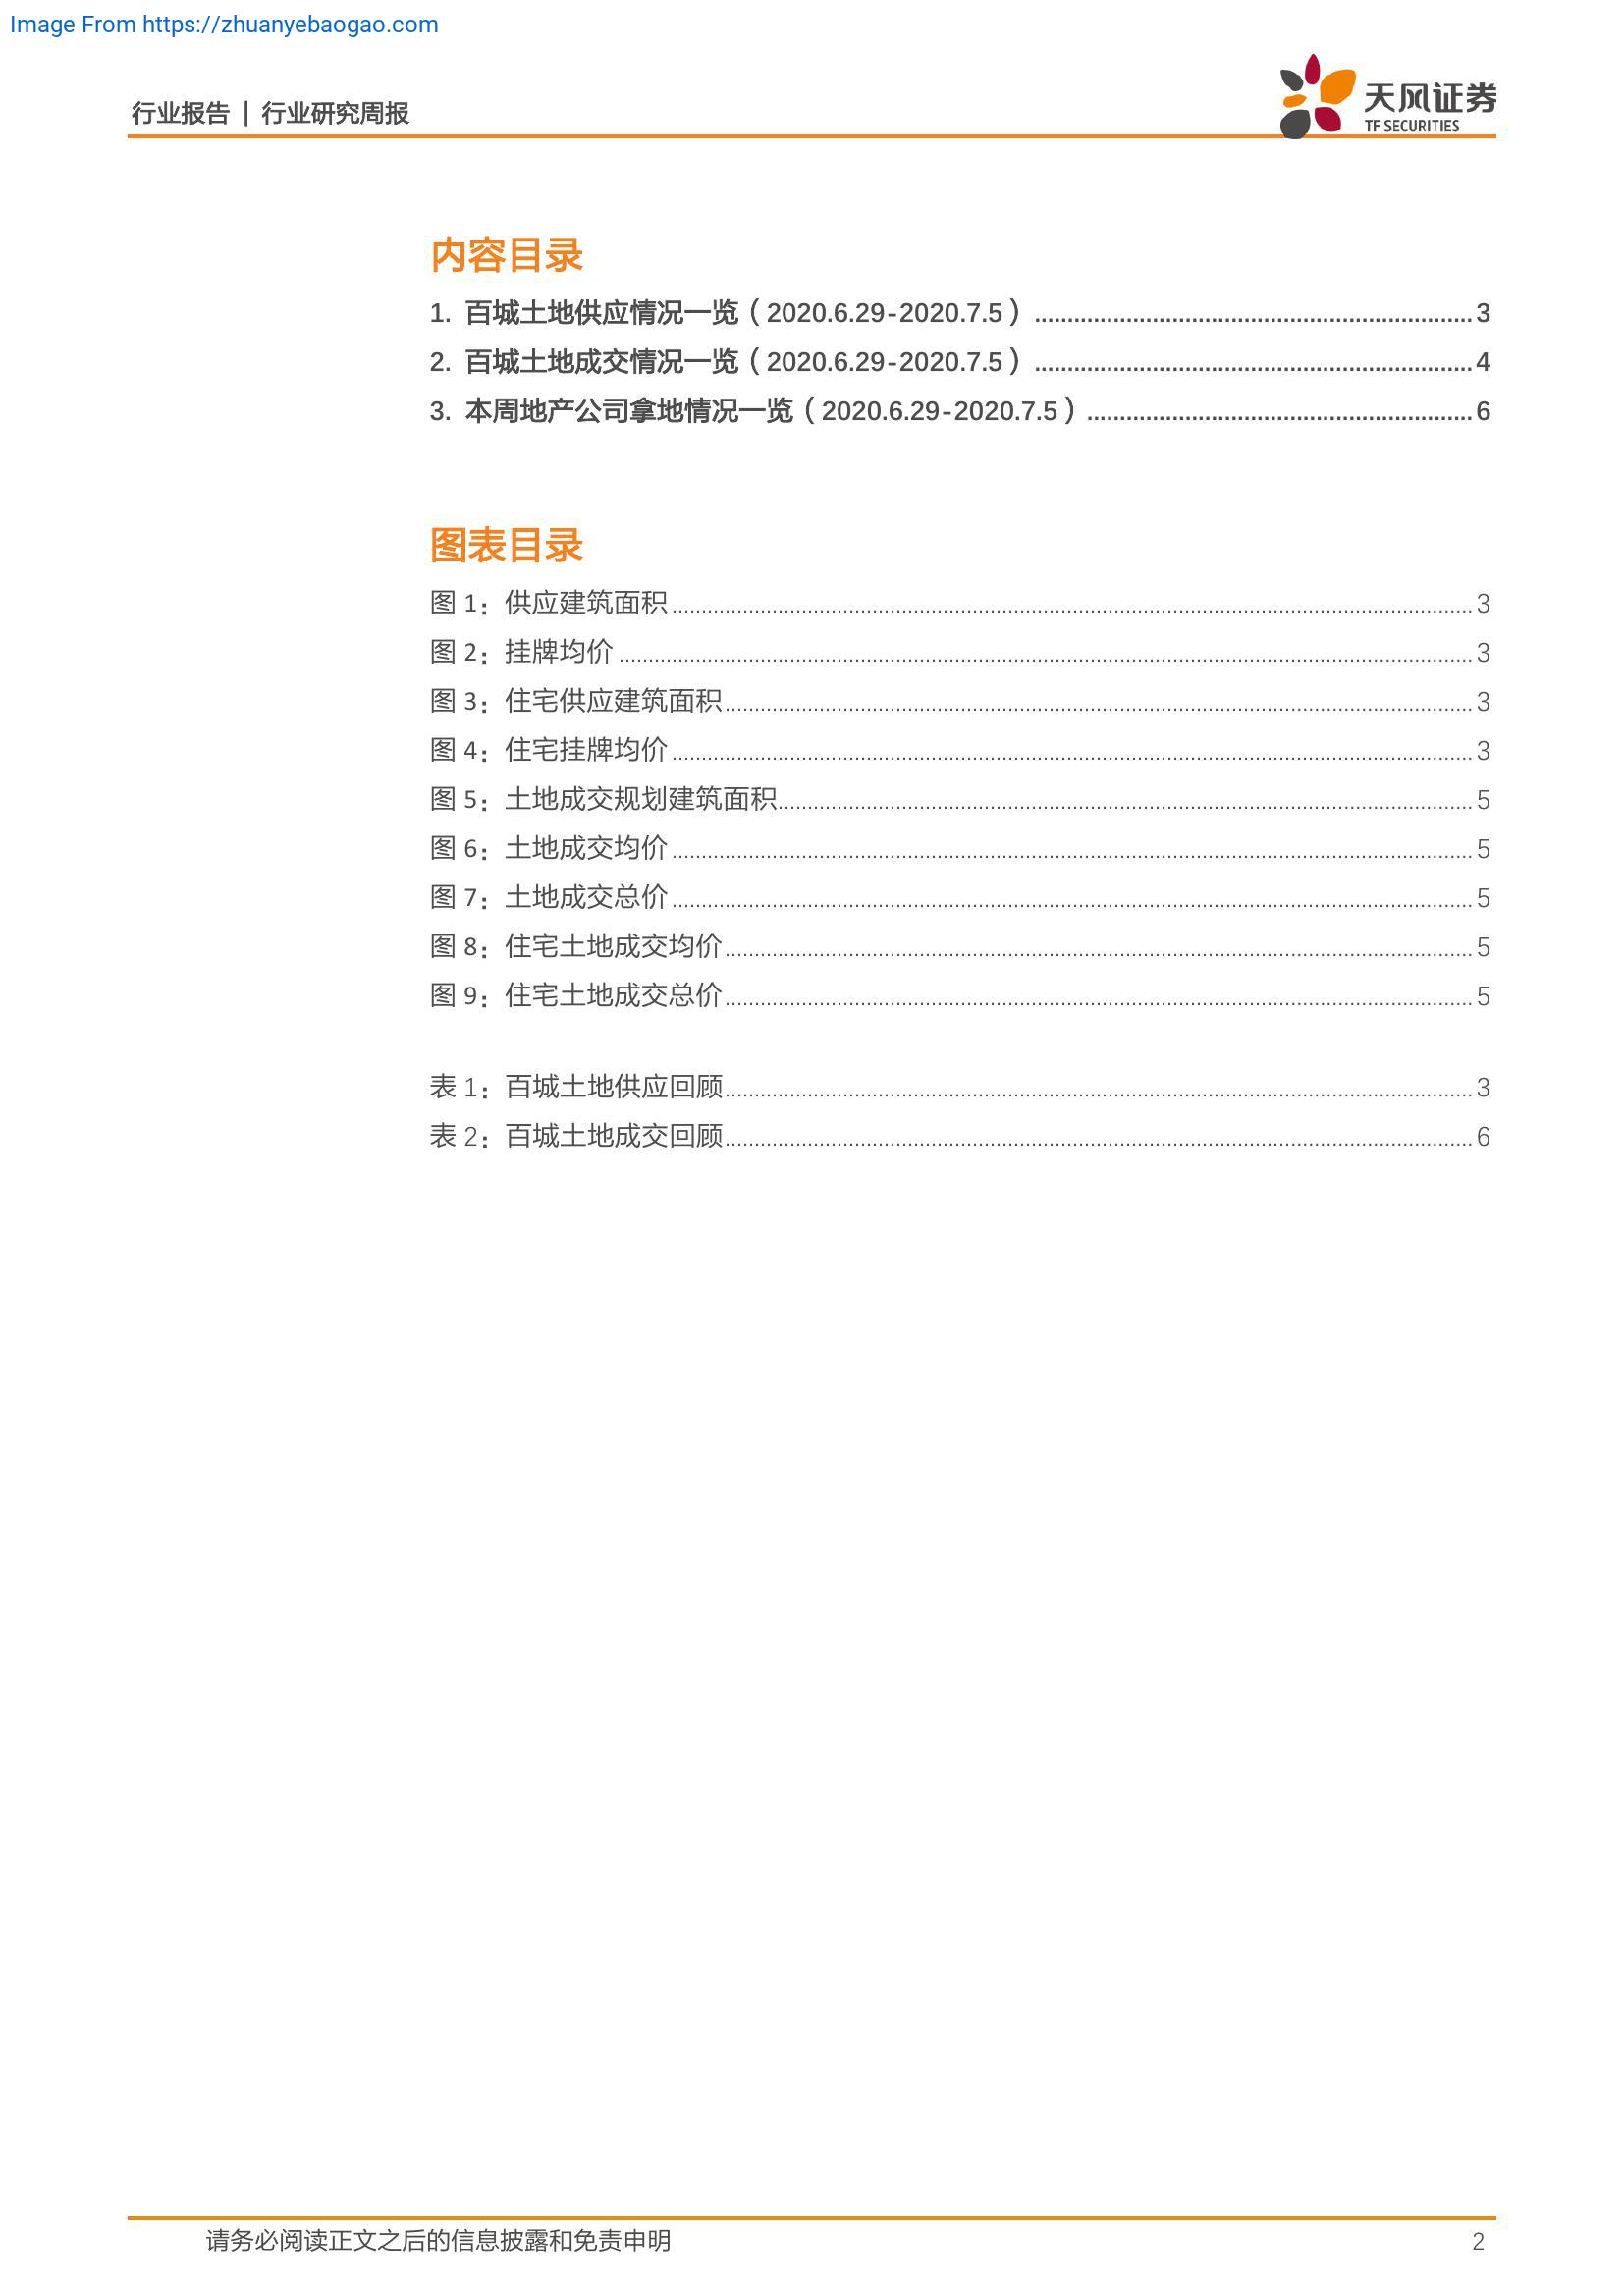 Image From https://zhuanyebaogao.com
行业报告 | 行业研究周报
天风证券
TF SECURITIES
内容目录
1. 百城土地供应情况一览（2020.6.29-2020.7.5）...................................................................3
2. 百城土地成交情况一览（2020.6.29-2020.7.5）...................................................................4
3. 本周地产公司拿地情况一览（2020.6.29-2020.7.5）...........................................................6
图表目录
图 1：供应建筑面积...................................................................3
图 2：挂牌均价...................................................................3
图 3：住宅供应建筑面积...................................................................3
图 4：住宅挂牌均价...................................................................3
图 5：土地成交规划建筑面积...................................................................5
图 6：土地成交均价...................................................................5
图 7：土地成交总价...................................................................5
图 8：住宅土地成交均价...................................................................5
图 9：住宅土地成交总价...................................................................5
表 1：百城土地供应回顾...................................................................3
表 2：百城土地成交回顾...................................................................6
请务必阅读正文之后的信息披露和免责申明 2